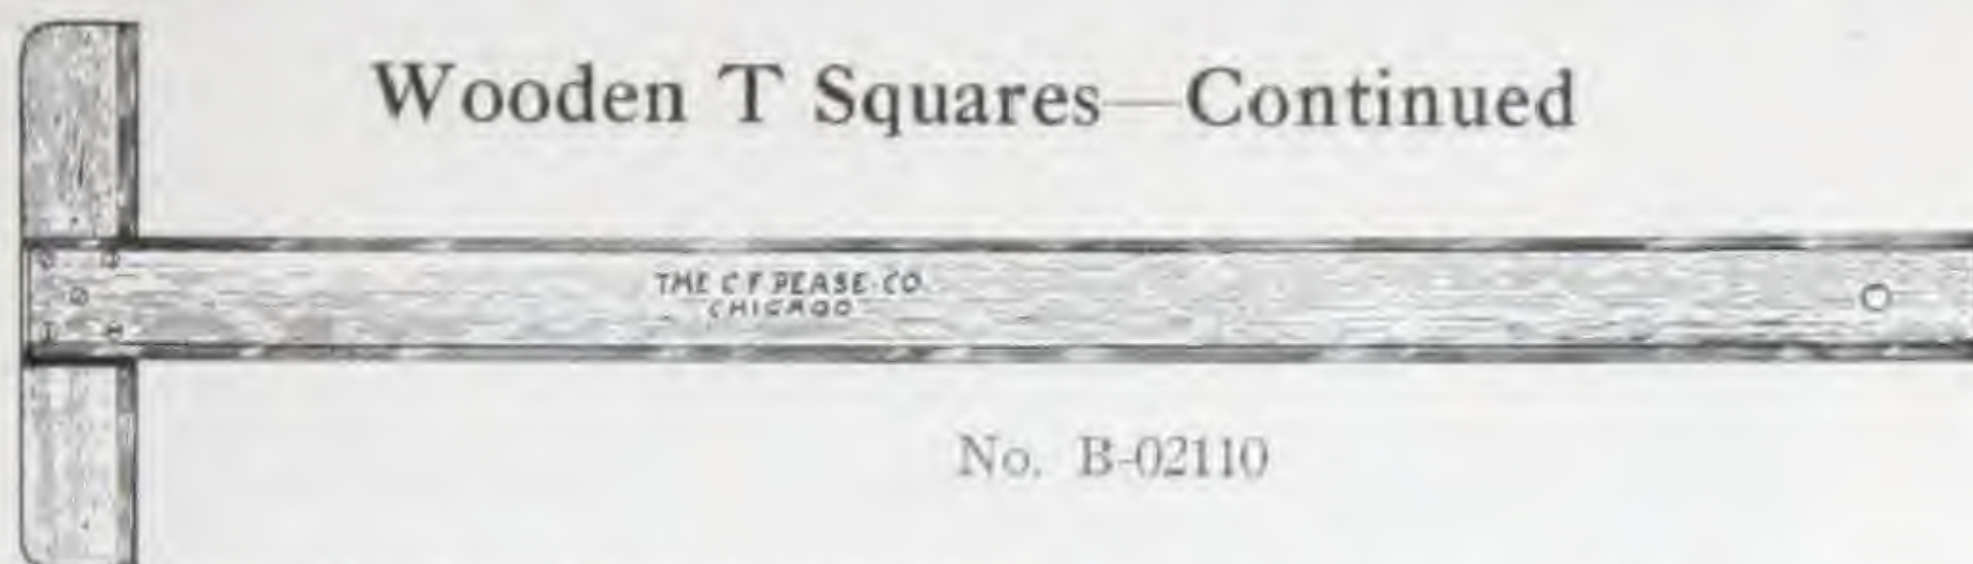 Wooden T Squares—Continued
THE C F PEASE CO
CHICAGO
No. B-02110